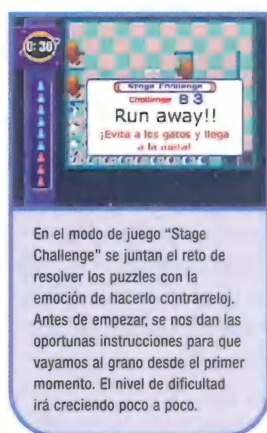 0:30
Stage Challenge
Challenge B 3
Run away!!
¡Evita a los gatos y llega
a la meta!
En el modo de juego “Stage
Challenge” se juntan el reto de
resolver los puzzles con la
emoción de hacerlo contrarreloj.
Antes de empezar, se nos dan las
oportunas instrucciones para que
vayamos al grano desde el primer
momento. El nivel de dificultad
irá creciendo poco a poco.